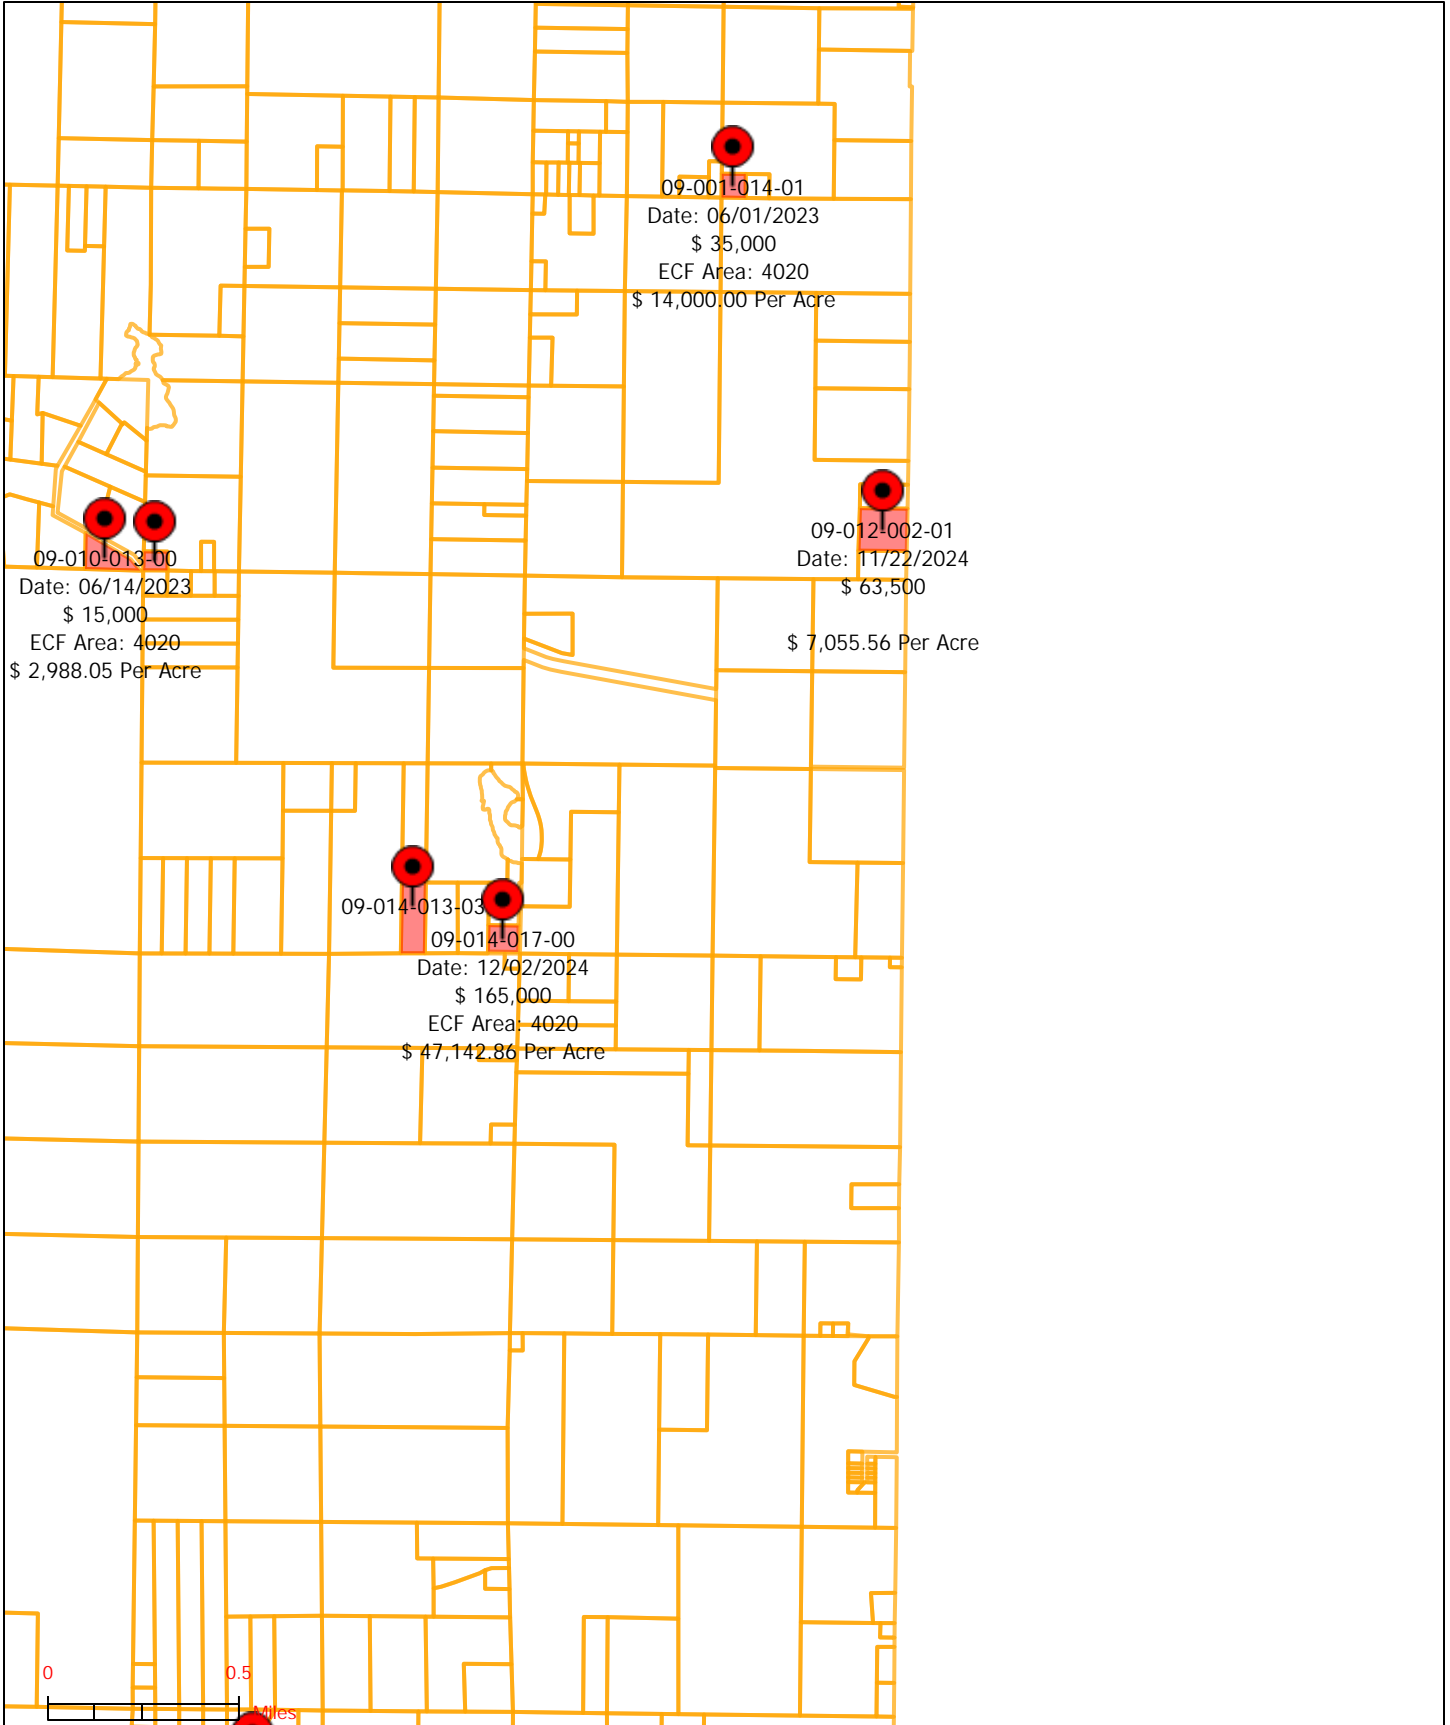 09-001-014-01
Date: 06/01/2023
$ 35,000
ECF Area: 4020
$ 14,000.00 Per Acre
09-012-002-01
Date: 11/22/2024
$ 63,500
$ 7,055.56 Per Acre
09-010-013-00
Date: 06/14/2023
$ 15,000
ECF Area: 4020
$ 2,988.05 Per Acre
09-014-013-03
09-014-017-00
Date: 12/02/2024
$ 165,000
ECF Area: 4020
$ 47,142.86 Per Acre
0 0.5
Miles